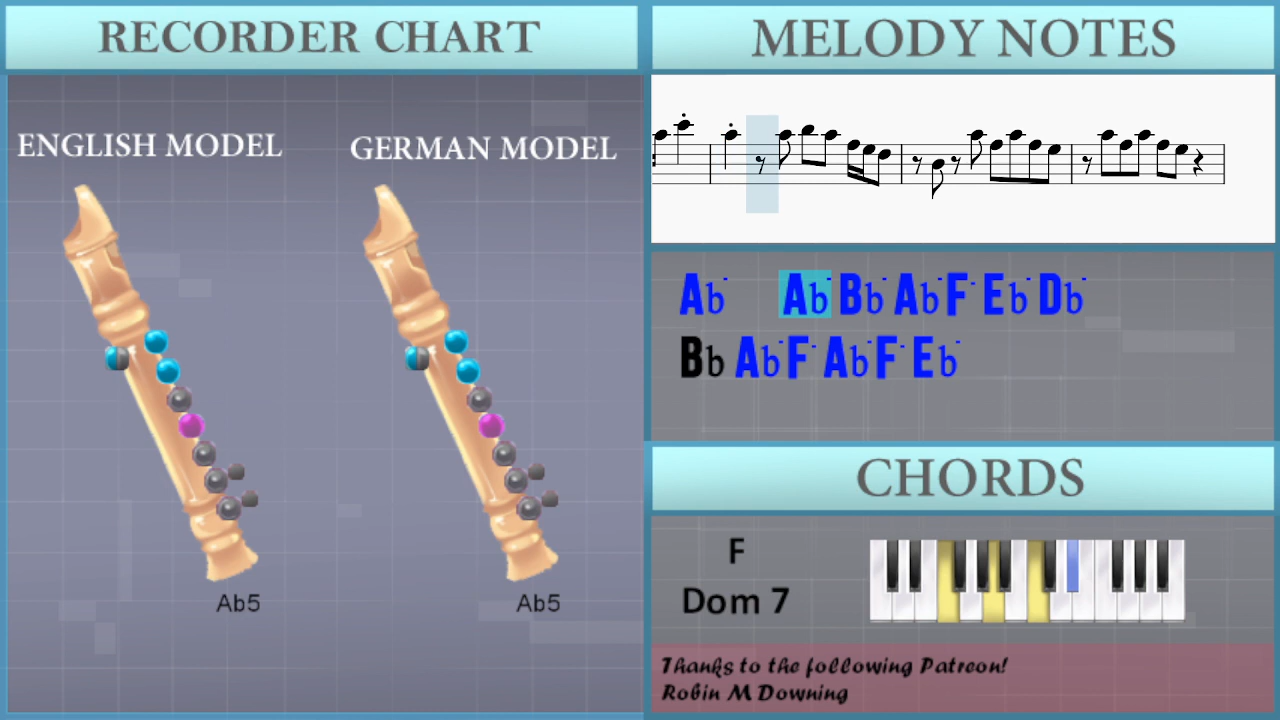 RECORDER CHART
ENGLISH MODEL
GERMAN MODEL
Ab5
Ab5
MELODY NOTES
Ab· Ab· Bb· Ab· F· Eb· Db·
Bb Ab· F· Ab· F· Eb·
CHORDS
F
Dom 7
Thanks to the following Patreon!
Robin M Downing